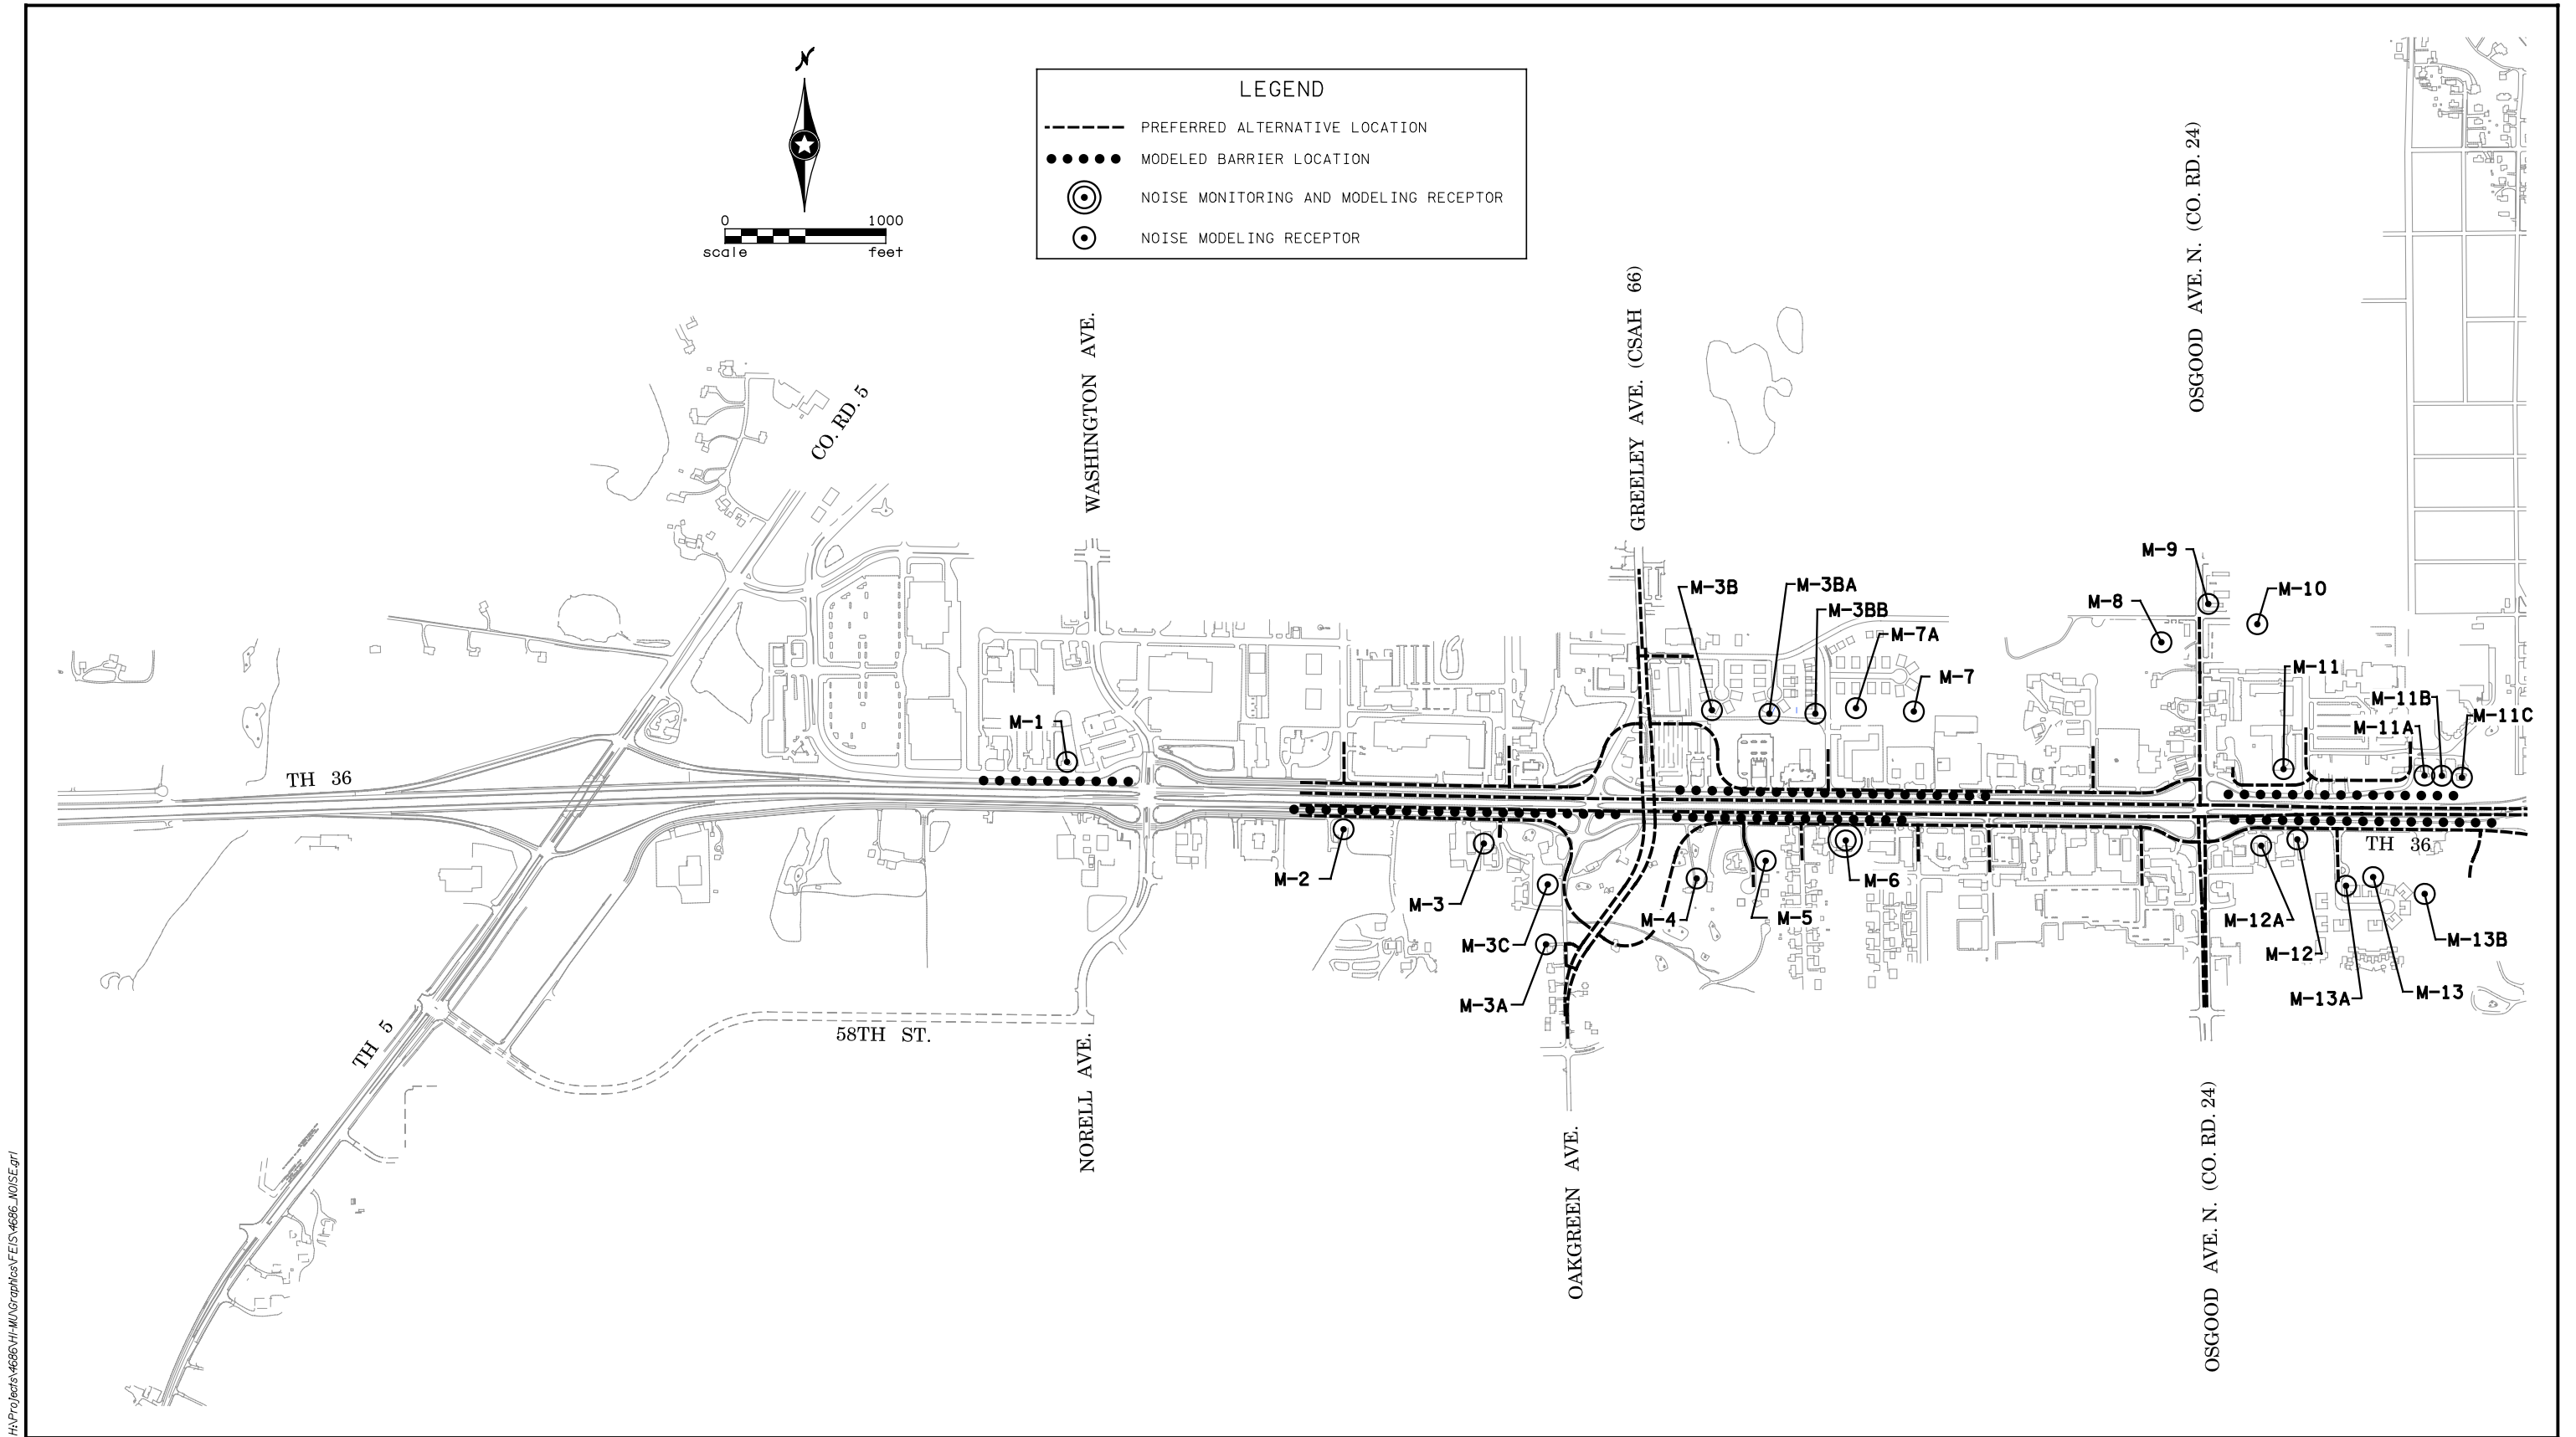 N
0 1000
scale feet
LEGEND
PREFERRED ALTERNATIVE LOCATION
MODELED BARRIER LOCATION
NOISE MONITORING AND MODELING RECEPTOR
NOISE MODELING RECEPTOR
CO. RD. 5
WASHINGTON AVE.
GREELEY AVE. (CSAH 66)
OSGOOD AVE. N. (CO. RD. 24)
M-9
M-3B
M-3BA
M-10
M-8
M-3BB
M-7A
M-11
M-7
M-11B
M-11C
M-1
M-11A
TH 36
TH 36
M-2
M-6
M-3
M-4
M-5
M-12A
M-3C
M-13B
M-12
M-3A
M-13A
M-13
TH 5
58TH ST.
NORELL AVE.
OAKGREEN AVE.
OSGOOD AVE. N. (CO. RD. 24)
H:\Projects\4686\HI-MU\Graphics\FEIS\4686_NOISE.grl